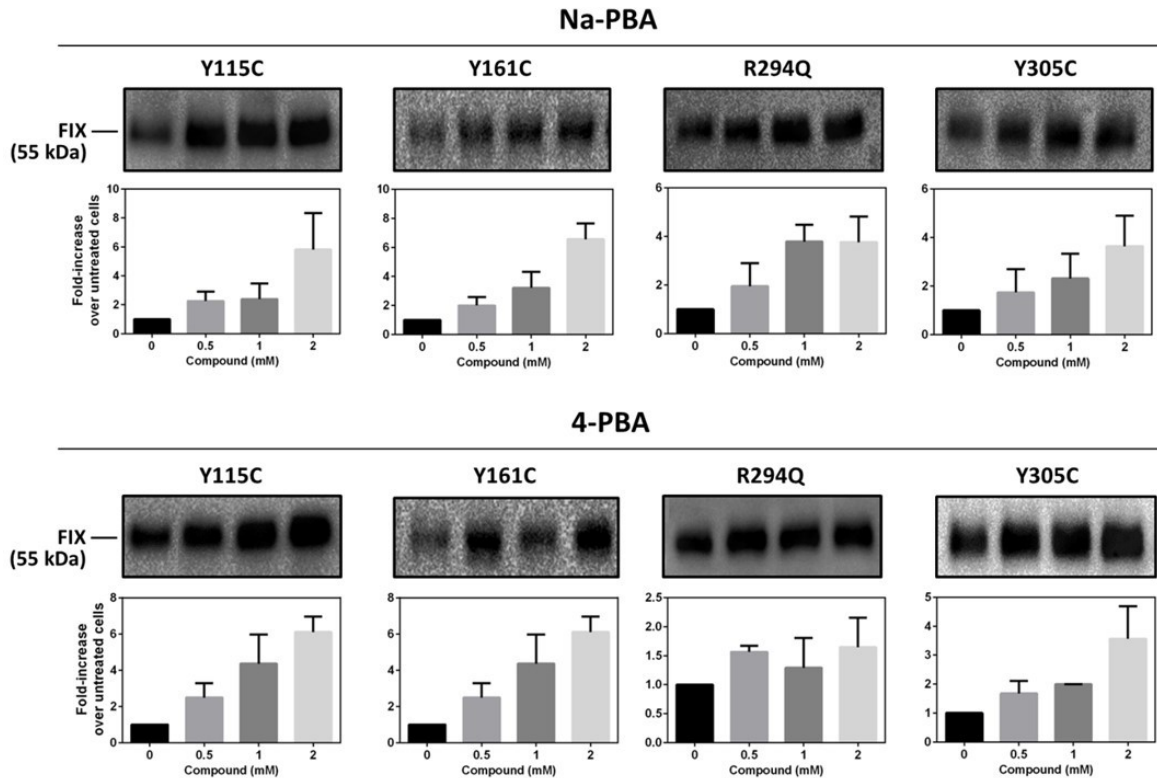 Na-PBA
Y115C Y161C R294Q Y305C
FIX
(55 kDa)
Fold-increase
over untreated cells
10
8
6
4
2
0
0 0.5 1 2
Compound (mM)
10
8
6
4
2
0
0 0.5 1 2
Compound (mM)
6
4
2
0
0 0.5 1 2
Compound (mM)
6
4
2
0
0 0.5 1 2
Compound (mM)
4-PBA
Y115C Y161C R294Q Y305C
FIX
(55 kDa)
Fold-increase
over untreated cells
8
6
4
2
0
0 0.5 1 2
Compound (mM)
8
6
4
2
0
0 0.5 1 2
Compound (mM)
2.5
2.0
1.5
1.0
0.5
0.0
0 0.5 1 2
Compound (mM)
5
4
3
2
1
0
0 0.5 1 2
Compound (mM)